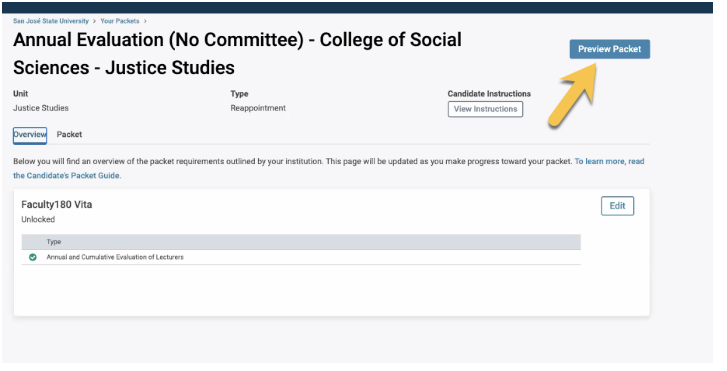 San José State University > Your Packets >
Annual Evaluation (No Committee) - College of Social
Sciences - Justice Studies
Preview Packet
Unit
Justice Studies
Type
Reappointment
Candidate Instructions
View Instructions
Overview Packet
Below you will find an overview of the packet requirements outlined by your institution. This page will be updated as you make progress toward your packet. To learn more, read
the Candidate's Packet Guide.
Faculty180 Vita
Unlocked
Edit
Type
Annual and Cumulative Evaluation of Lecturers